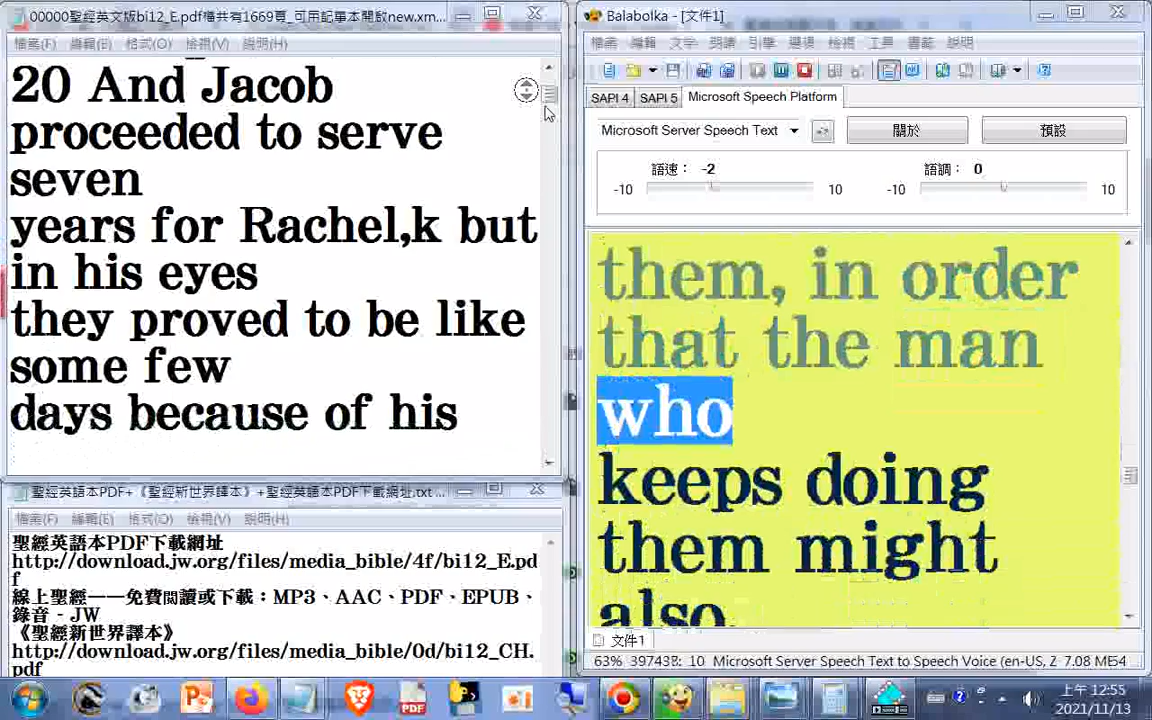 00000聖經英文版bi12_E.pdf檔共有1669頁_可用記事本開啟new.xm...
檔案(F) 編輯(E) 格式(O) 檢視(V) 說明(H)
20 And Jacob
proceeded to serve
seven
years for Rachel,k but
in his eyes
they proved to be like
some few
days because of his
聖經英語本PDF+《聖經新世界譯本》+聖經英語本PDF下載網址.txt ...
檔案(F) 編輯(E) 格式(O) 檢視(V) 說明(H)
聖經英語本PDF下載網址
http://download.jw.org/files/media_bible/4f/bi12_E.pd
f
線上聖經——免費閱讀或下載：MP3、AAC、PDF、EPUB、
錄音 - JW
《聖經新世界譯本》
http://download.jw.org/files/media_bible/0d/bi12_CH.
pdf
Balabolka - [文件1]
檔案 編輯 文字 閱讀 引擎 選項 檢視 工具 書籤 說明
SAPI 4 SAPI 5 Microsoft Speech Platform
Microsoft Server Speech Text
關於 預設
語速： -2 語調： 0
-10 10 -10 10
them, in order
that the man
who
keeps doing
them might
also
文件1
63% Microsoft Server Speech Text to Speech Voice (en-US, Z 7.08 ME54
PDF
上午 12:55
2021/11/13